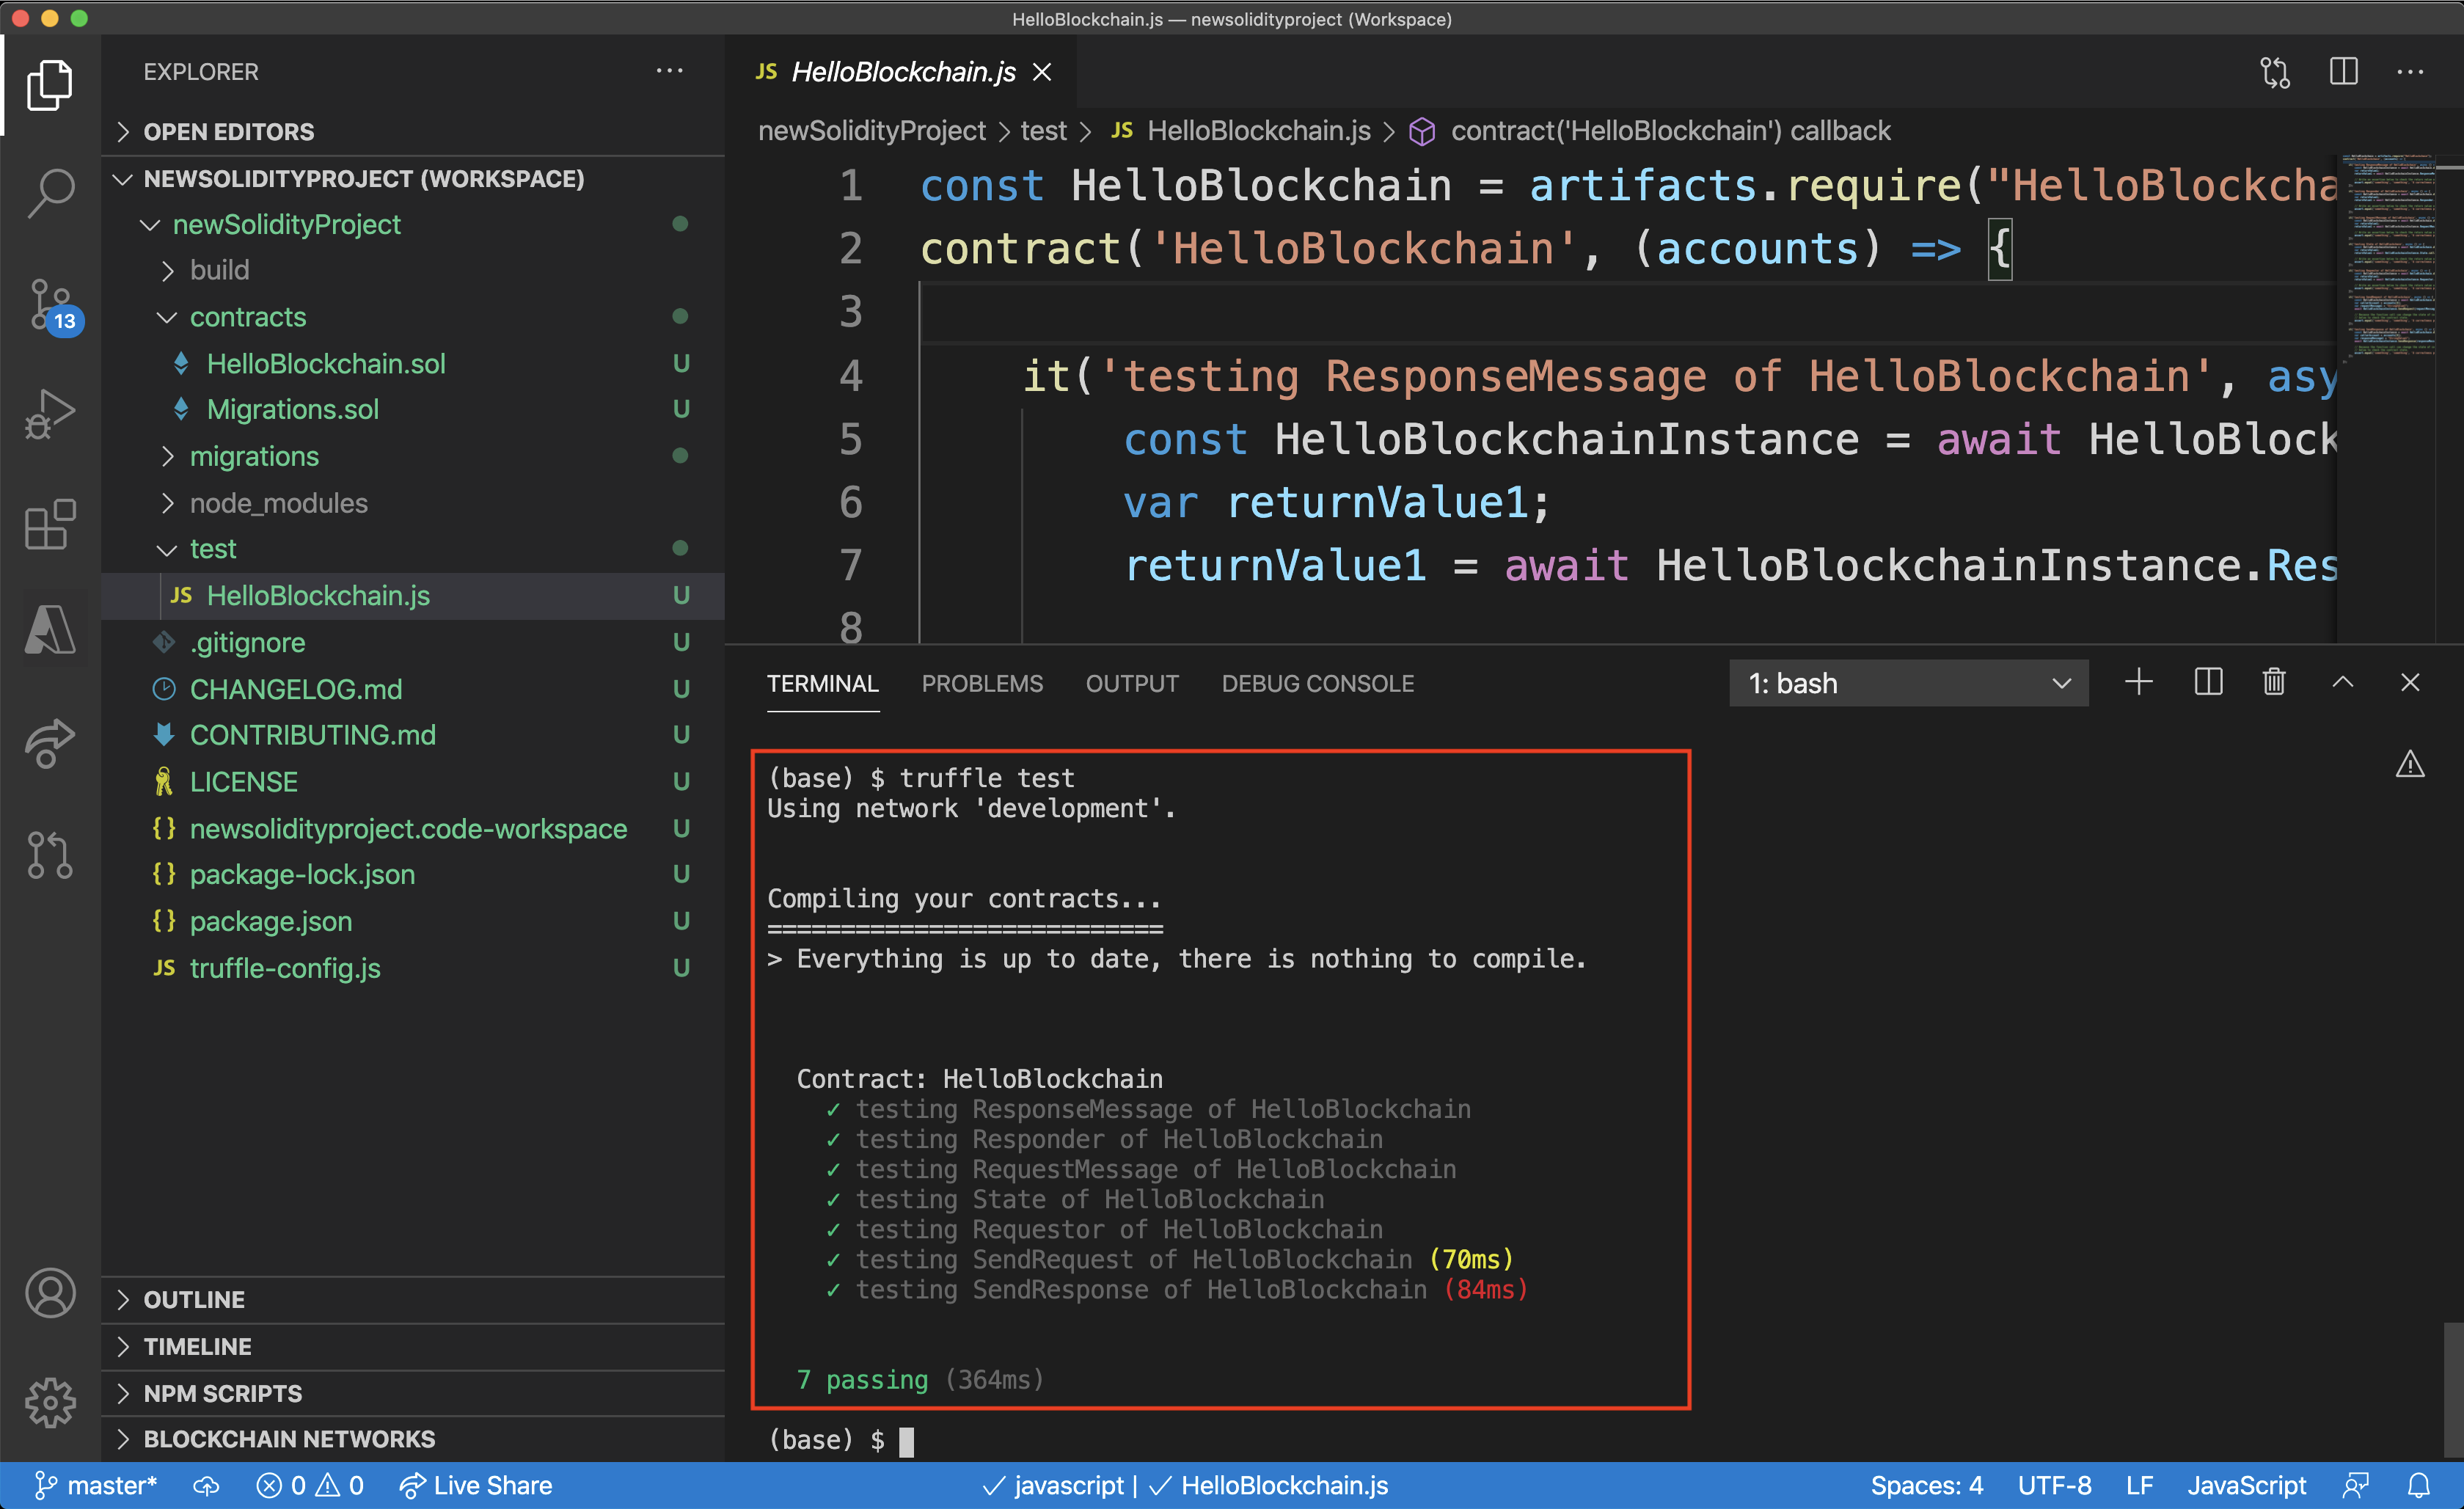 HelloBlockchain.js — newsolidityproject (Workspace)
EXPLORER
OPEN EDITORS
NEWSOLIDITYPROJECT (WORKSPACE)
newSolidityProject
build
contracts
HelloBlockchain.sol U
Migrations.sol U
migrations
node_modules
test
JS HelloBlockchain.js U
.gitignore U
CHANGELOG.md U
CONTRIBUTING.md U
LICENSE U
{} newsolidityproject.code-workspace U
{} package-lock.json U
{} package.json U
JS truffle-config.js U
OUTLINE
TIMELINE
NPM SCRIPTS
BLOCKCHAIN NETWORKS
13
JS HelloBlockchain.js
newSolidityProject > test > JS HelloBlockchain.js > contract('HelloBlockchain') callback
1 const HelloBlockchain = artifacts.require("HelloBlockcha
2 contract('HelloBlockchain', (accounts) => {
3
4 it('testing ResponseMessage of HelloBlockchain', asy
5 const HelloBlockchainInstance = await HelloBlock
6 var returnValue1;
7 returnValue1 = await HelloBlockchainInstance.Res
8
TERMINAL PROBLEMS OUTPUT DEBUG CONSOLE 1: bash
(base) $ truffle test
Using network 'development'.
Compiling your contracts...
===========================
> Everything is up to date, there is nothing to compile.
Contract: HelloBlockchain
✓ testing ResponseMessage of HelloBlockchain
✓ testing Responder of HelloBlockchain
✓ testing RequestMessage of HelloBlockchain
✓ testing State of HelloBlockchain
✓ testing Requestor of HelloBlockchain
✓ testing SendRequest of HelloBlockchain (70ms)
✓ testing SendResponse of HelloBlockchain (84ms)
7 passing (364ms)
(base) $
master* 0 0 Live Share ✓ javascript | ✓ HelloBlockchain.js Spaces: 4 UTF-8 LF JavaScript